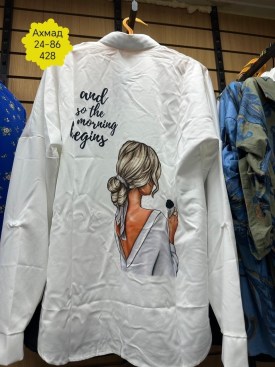 Ахмад
24-86
428
and
so the
morning
begins